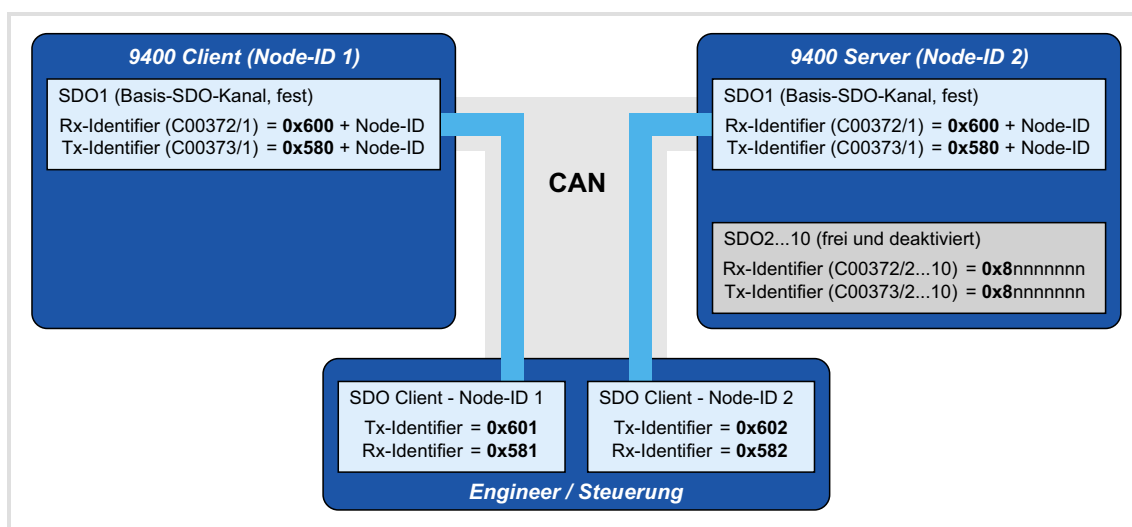 9400 Client (Node-ID 1)
SDO1 (Basis-SDO-Kanal, fest)
Rx-Identifier (C00372/1) = 0x600 + Node-ID
Tx-Identifier (C00373/1) = 0x580 + Node-ID
CAN
9400 Server (Node-ID 2)
SDO1 (Basis-SDO-Kanal, fest)
Rx-Identifier (C00372/1) = 0x600 + Node-ID
Tx-Identifier (C00373/1) = 0x580 + Node-ID
SDO2...10 (frei und deaktiviert)
Rx-Identifier (C00372/2...10) = 0x8nnnnnnn
Tx-Identifier (C00373/2...10) = 0x8nnnnnnn
SDO Client - Node-ID 1
Tx-Identifier = 0x601
Rx-Identifier = 0x581
SDO Client - Node-ID 2
Tx-Identifier = 0x602
Rx-Identifier = 0x582
Engineer / Steuerung